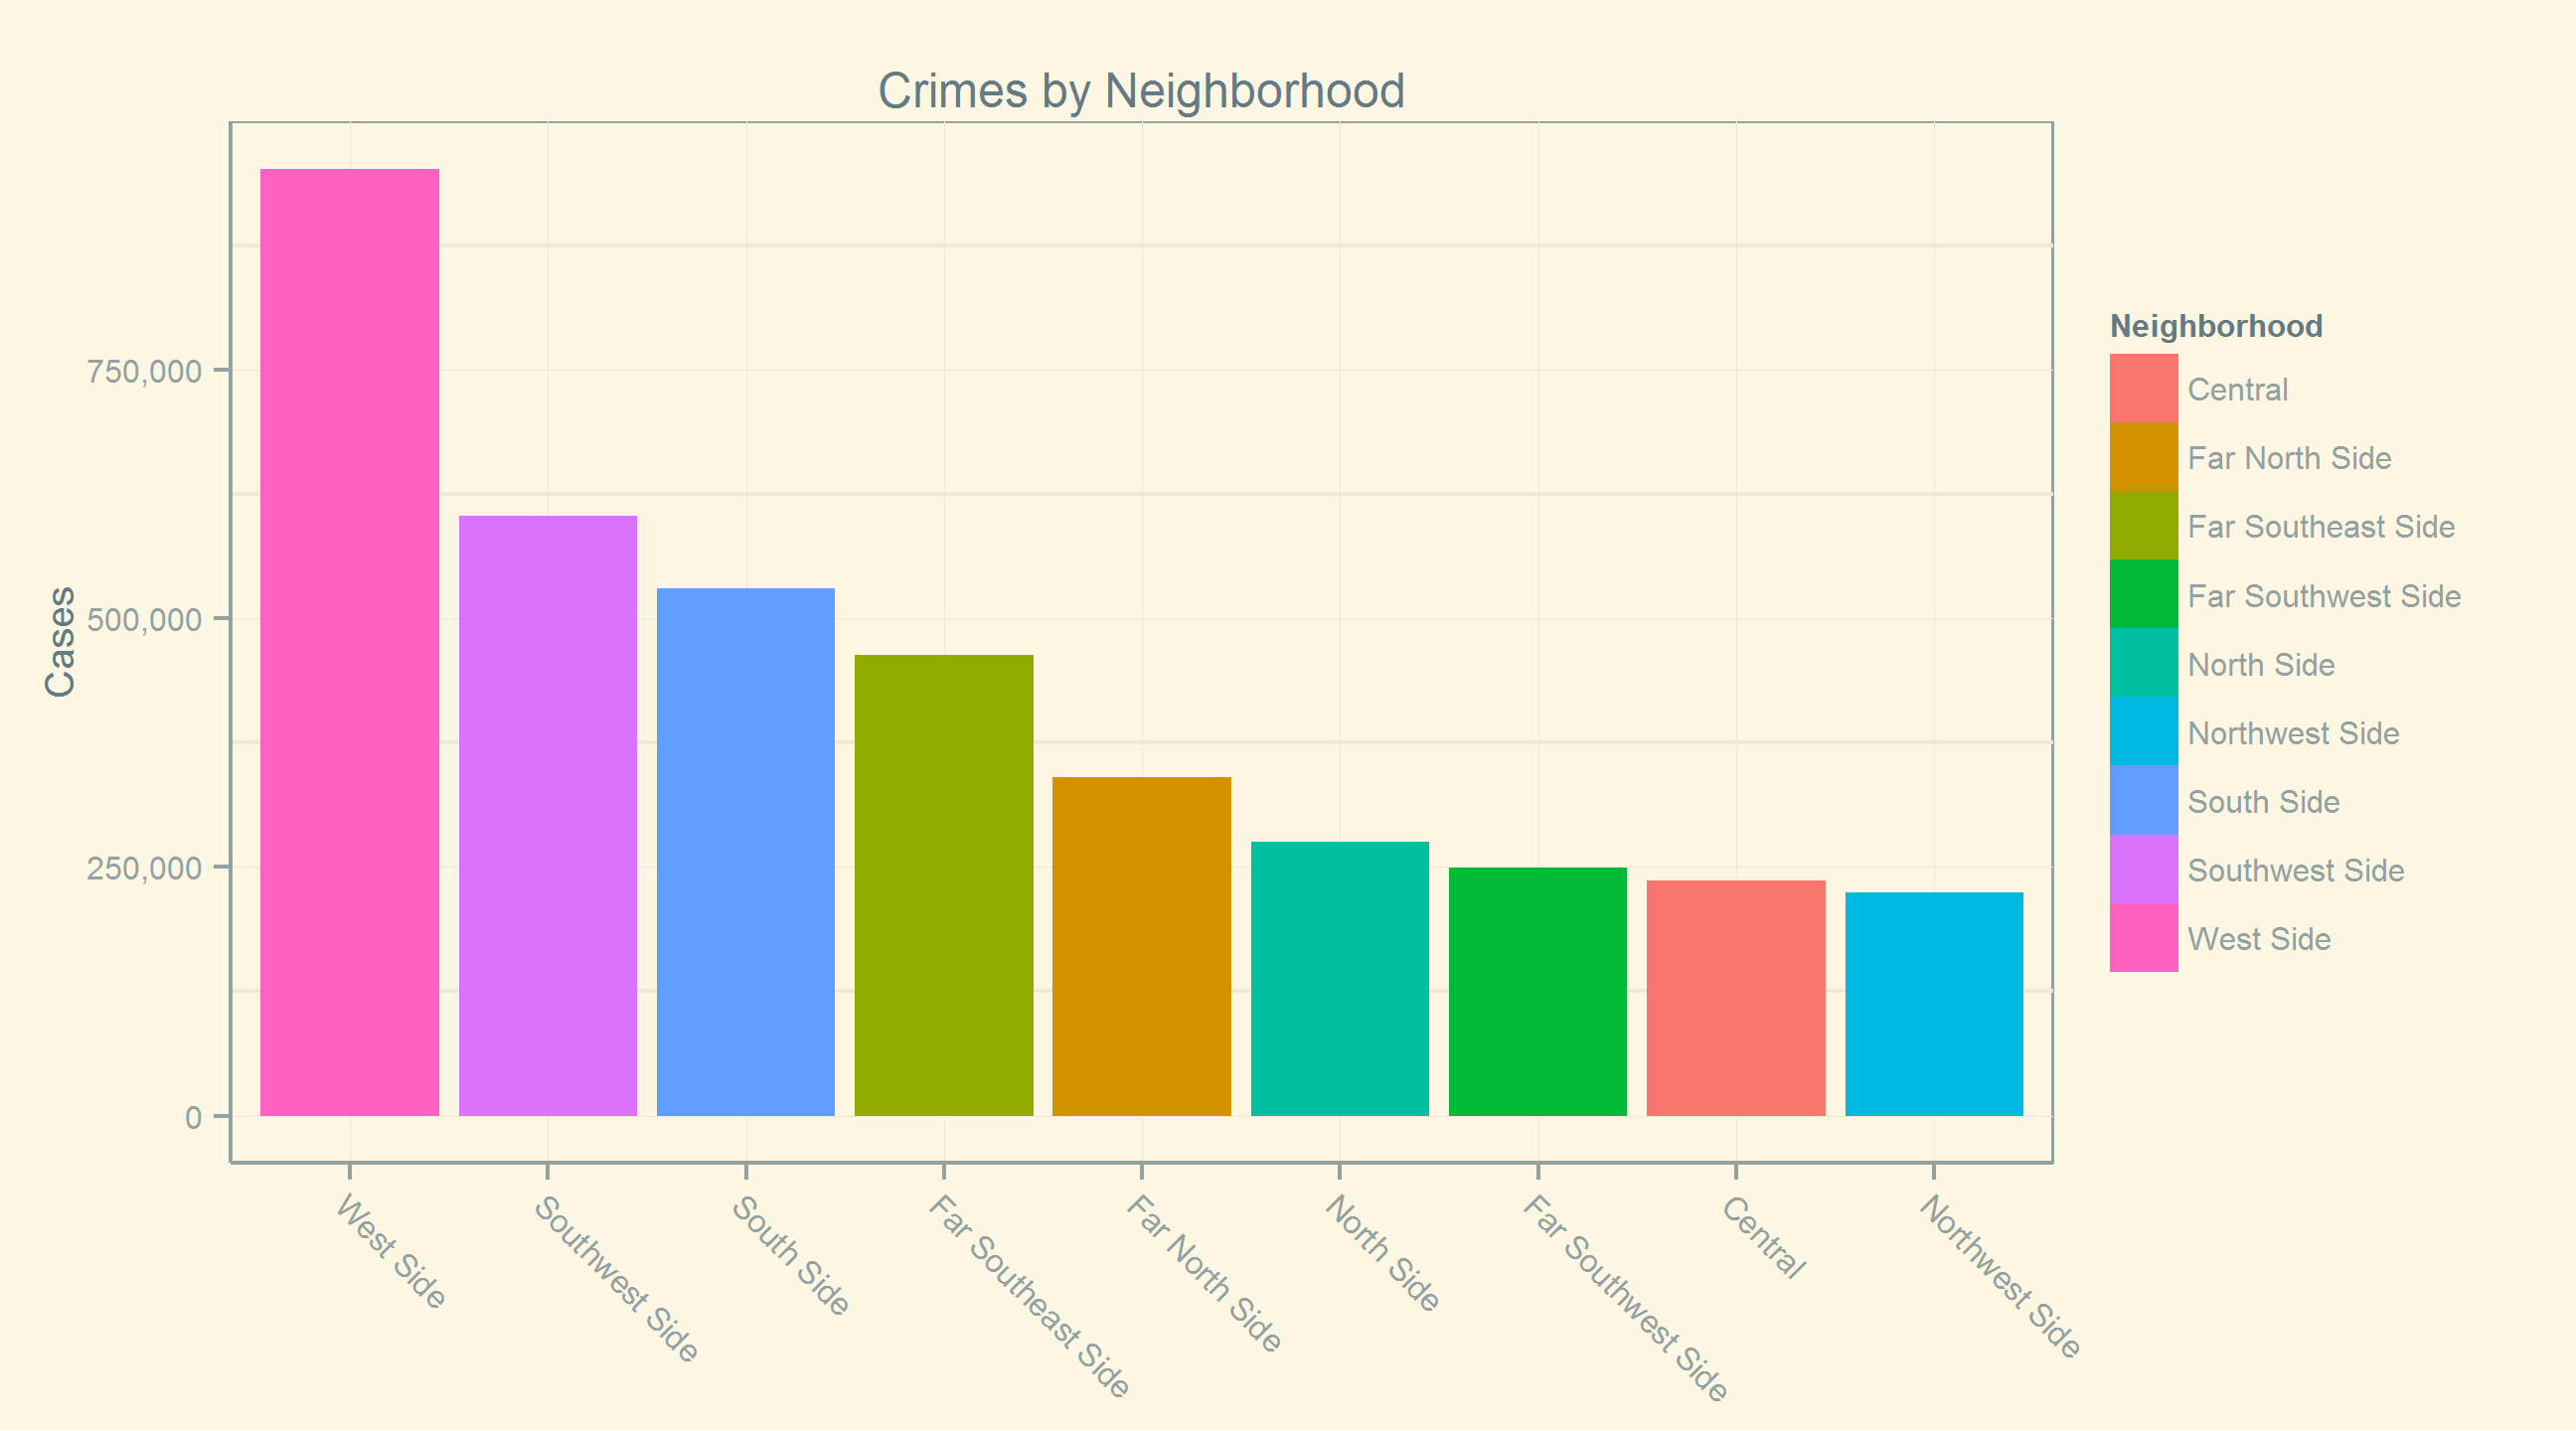 Crimes by Neighborhood
Cases
750,000
500,000
250,000
0
West Side
Southwest Side
South Side
Far Southeast Side
Far North Side
North Side
Far Southwest Side
Central
Northwest Side
Neighborhood
Central
Far North Side
Far Southeast Side
Far Southwest Side
North Side
Northwest Side
South Side
Southwest Side
West Side